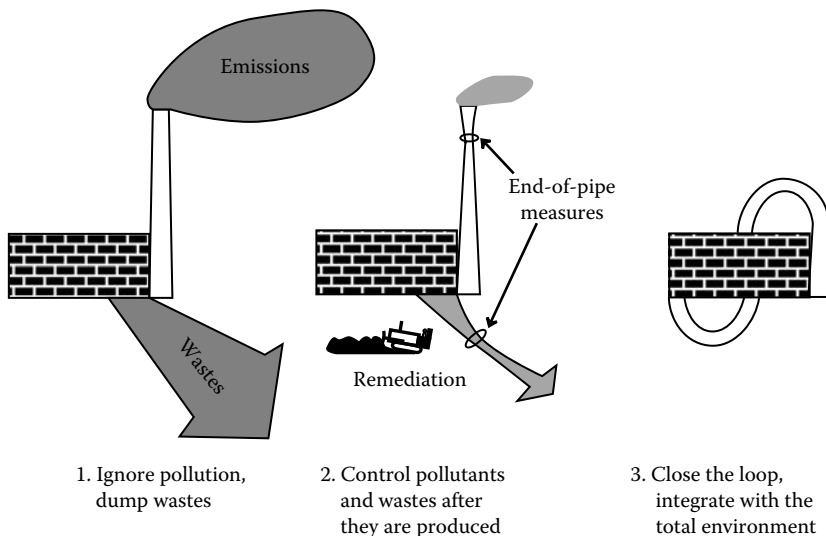 Emissions
Wastes
End-of-pipe
measures
Remediation
1. Ignore pollution,
dump wastes
2. Control pollutants
and wastes after
they are produced
3. Close the loop,
integrate with the
total environment